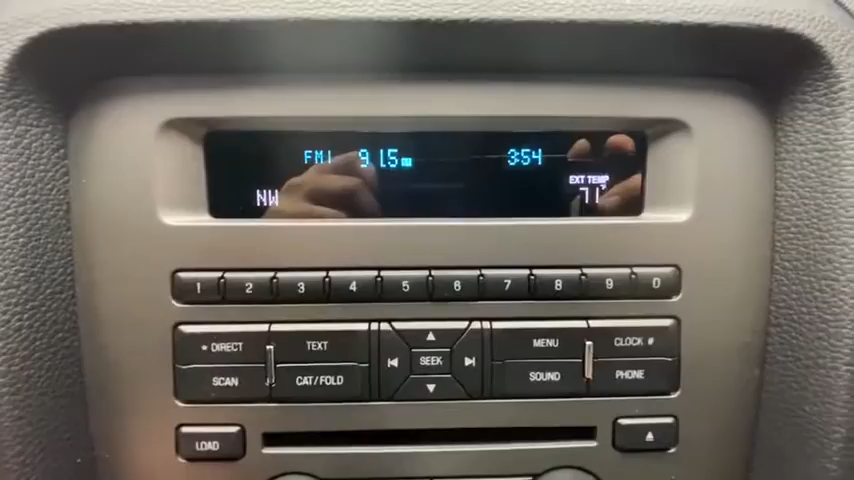 FM1 91.5 3:54
EXT TEMP
NW 71°
1 2 3 4 5 6 7 8 9 0
* DIRECT TEXT MENU CLOCK #
SEEK
SCAN CAT/FOLD SOUND PHONE
LOAD